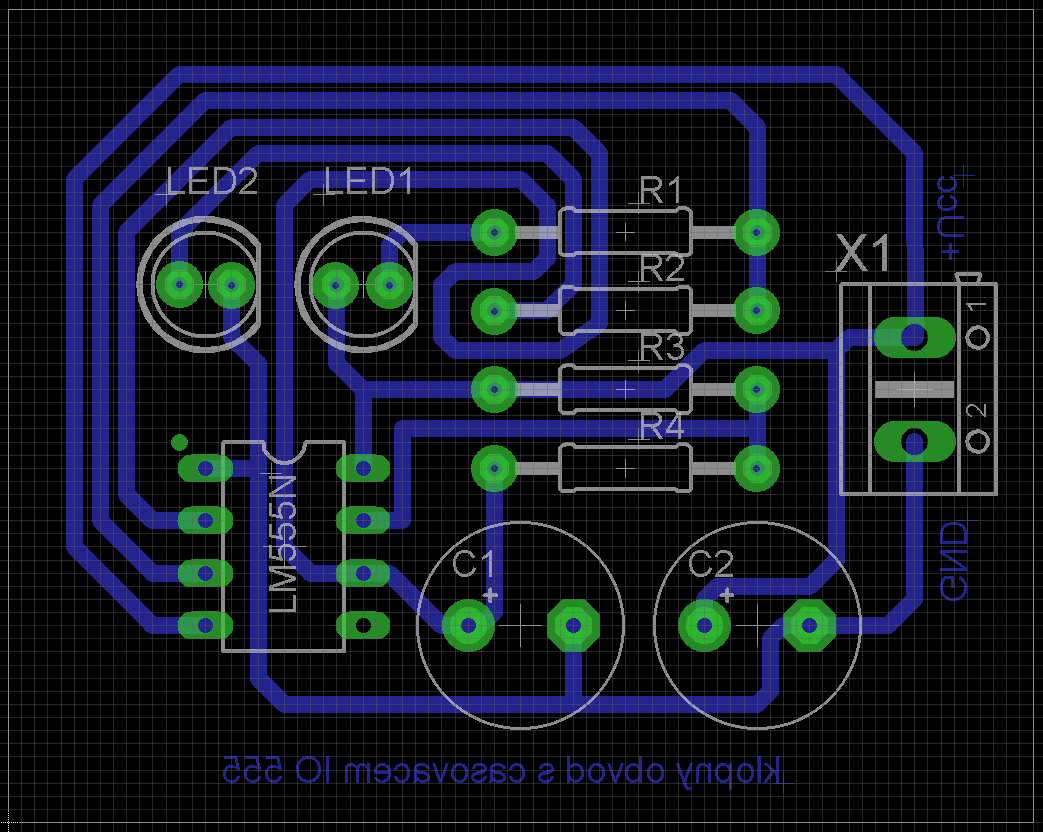 LED2
LED1
R1
+Ucc
X1
R2
1
R3
2
R4
LM555N
GND
C1
+
C2
+
klopny obvod s casovacem IO 555